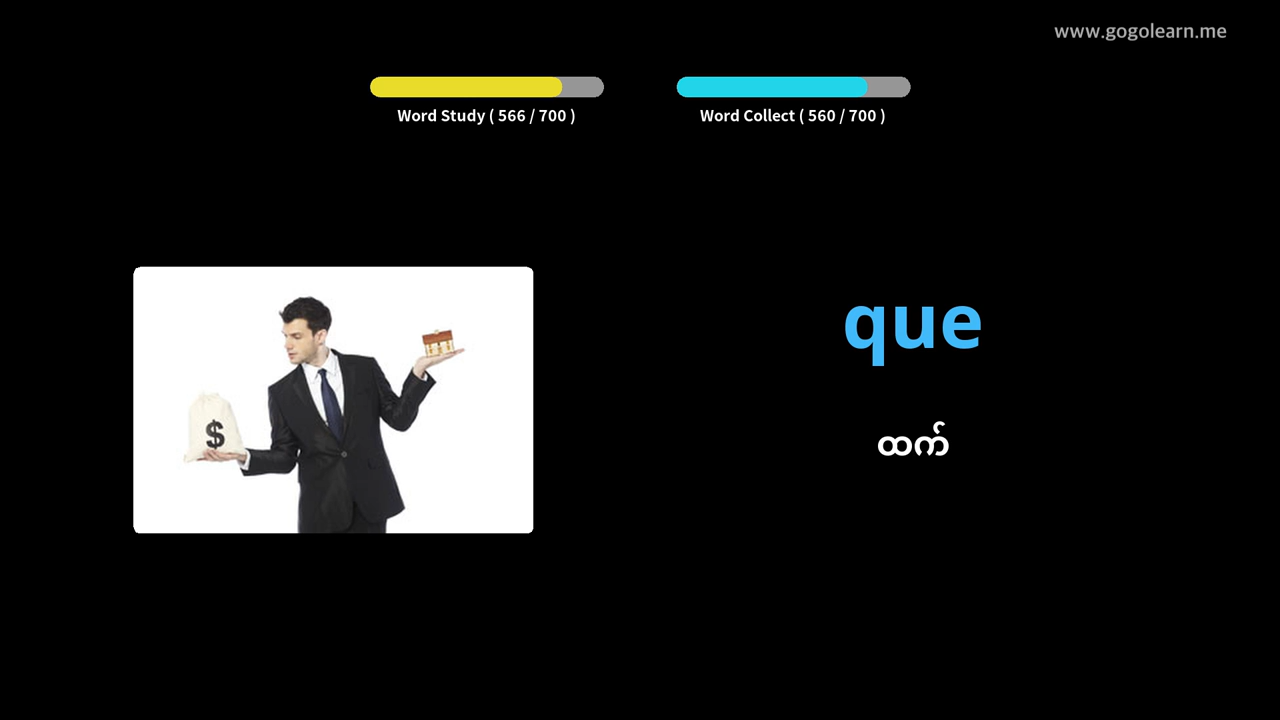 www.gogolearn.me
Word Study ( 566 / 700 )
Word Collect ( 560 / 700 )
que
ထက်
$